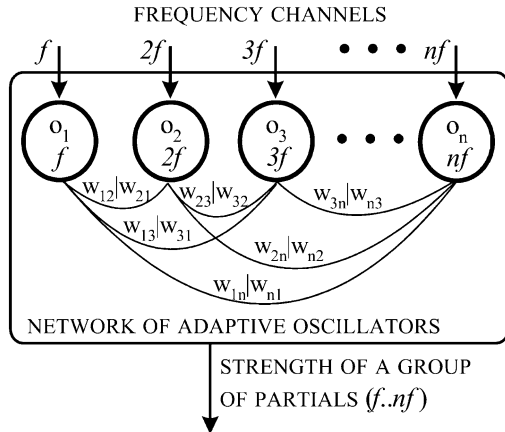 FREQUENCY CHANNELS
f 2f 3f • • • nf
o1 o2 o3 • • • on
f 2f 3f nf
w12|w21 w23|w32 w3n|wn3
w13|w31 w2n|wn2
w1n|wn1
NETWORK OF ADAPTIVE OSCILLATORS
STRENGTH OF A GROUP
OF PARTIALS (f..nf)